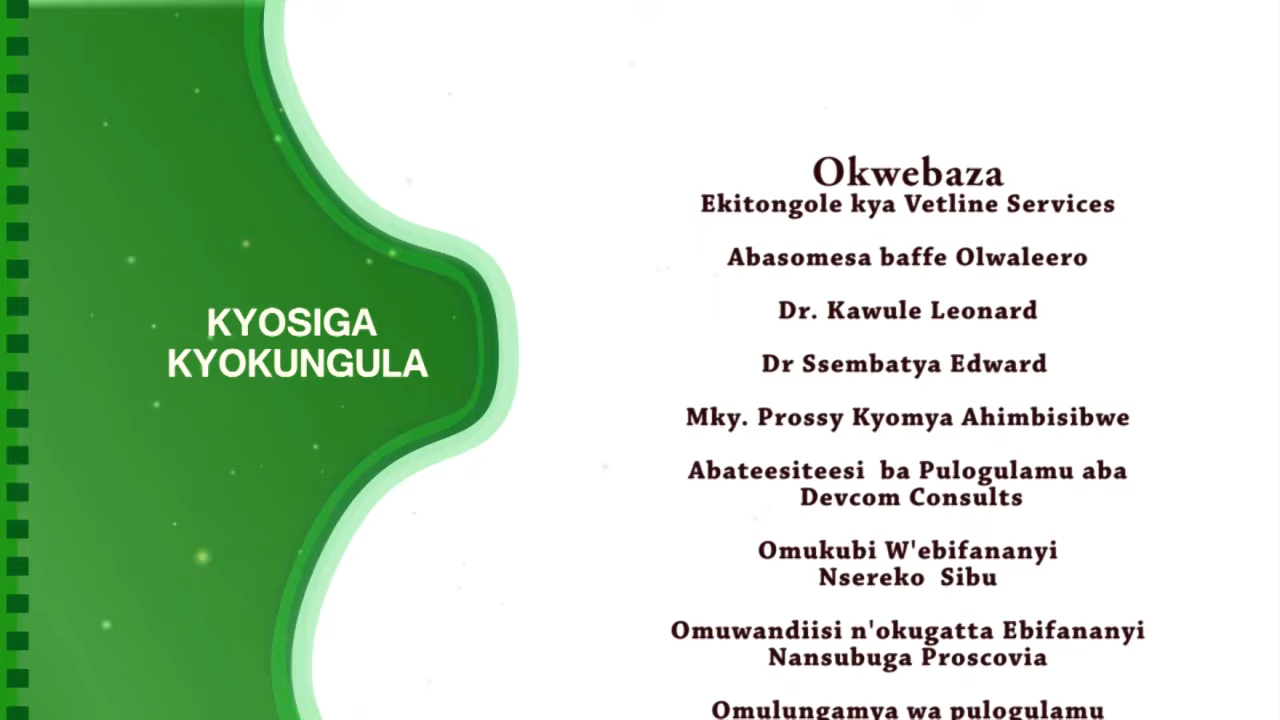 KYOSIGA
KYOKUNGULA
Okwebaza
Ekitongole kya Vetline Services
Abasomesa baffe Olwaleero
Dr. Kawule Leonard
Dr Ssembatya Edward
Mky. Prossy Kyomya Ahimbisibwe
Abateesiteesi  ba Pulogulamu aba
Devcom Consults
Omukubi W'ebifananyi
Nsereko  Sibu
Omuwandiisi n'okugatta Ebifananyi
Nansubuga Proscovia
Omulungamya wa pulogulamu